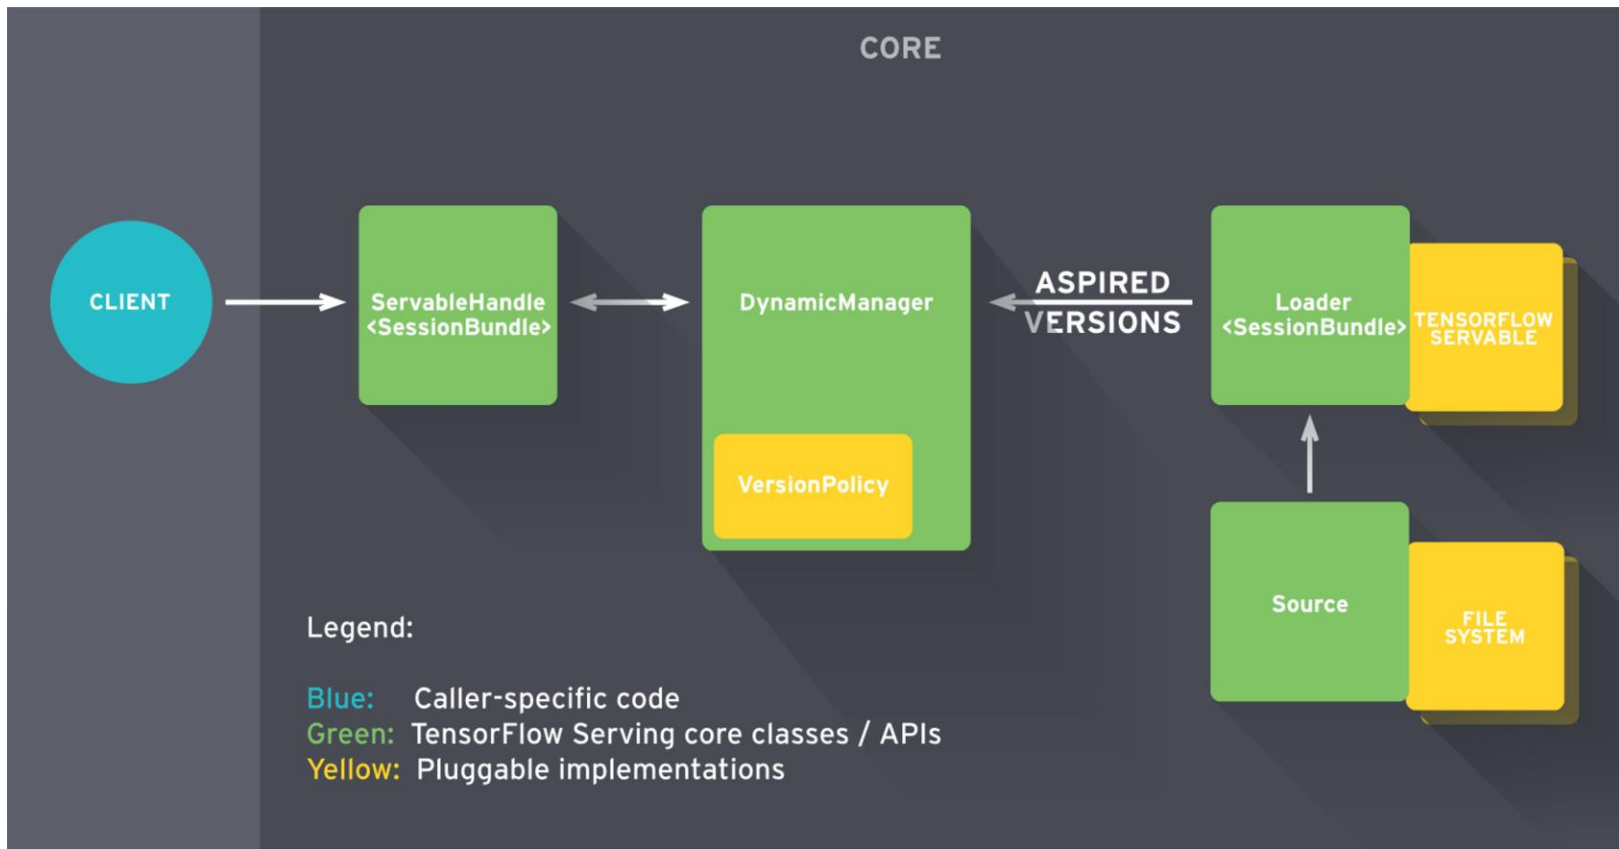 CORE
CLIENT
ServableHandle
<SessionBundle>
DynamicManager
VersionPolicy
ASPIRED
VERSIONS
Loader
<SessionBundle>
TENSORFLOW
SERVABLE
Source
FILE
SYSTEM
Legend:
Blue: Caller-specific code
Green: TensorFlow Serving core classes / APIs
Yellow: Pluggable implementations